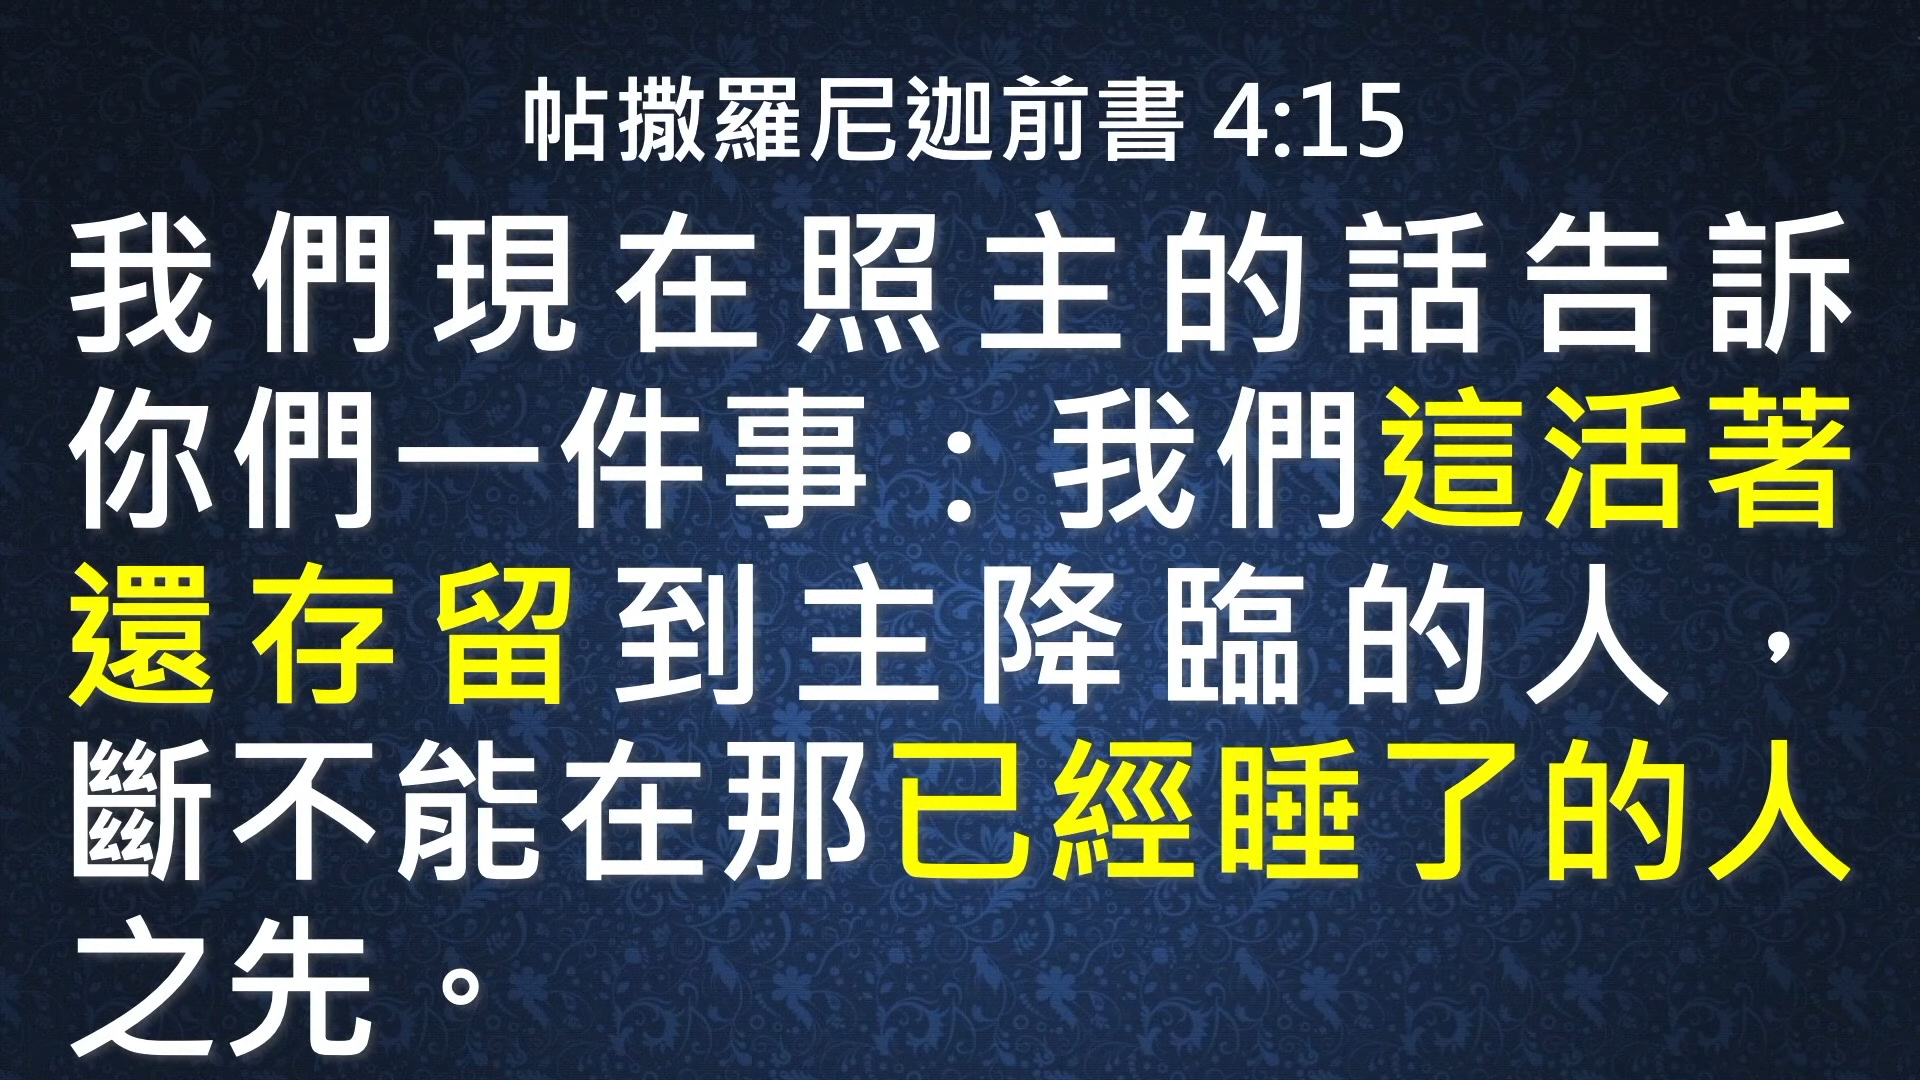 帖撒羅尼迦前書 4:15
我們現在照主的話告訴
你們一件事：我們這活著
還存留到主降臨的人，
斷不能在那已經睡了的人
之先。